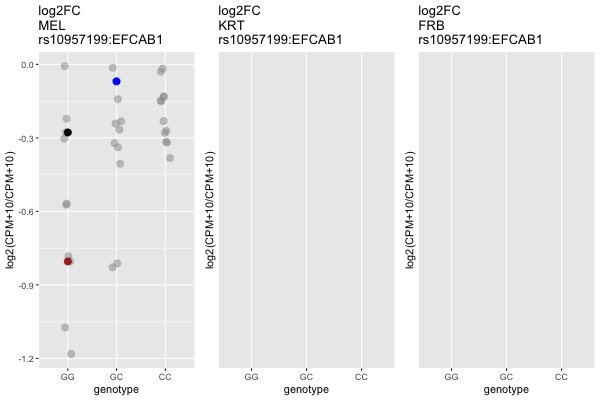 log2FC
MEL
rs10957199:EFCAB1
log2(CPM+10/CPM+10)
0.0
-0.3
-0.6
-0.9
-1.2
GG GC CC
genotype
log2FC
KRT
rs10957199:EFCAB1
log2(CPM+10/CPM+10)
GG GC CC
genotype
log2FC
FRB
rs10957199:EFCAB1
log2(CPM+10/CPM+10)
GG GC CC
genotype